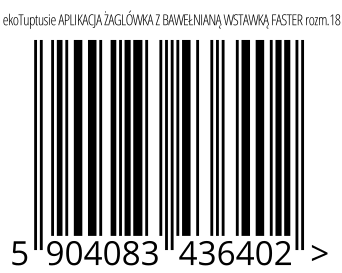 ekoTuptusie APLIKACJA ŻAGLÓWKA Z BAWEŁNIANĄ WSTAWKĄ FASTER rozm.18
5 904083 436402 >